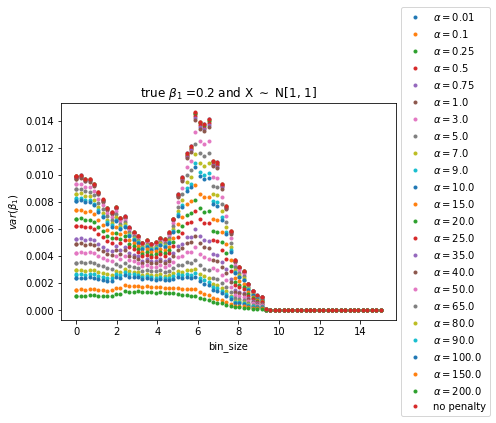 true β₁ =0.2 and X ∼ N[1, 1]
var(β₁)
0.014
0.012
0.010
0.008
0.006
0.004
0.002
0.000
0 2 4 6 8 10 12 14
bin_size
α = 0.01
α = 0.1
α = 0.25
α = 0.5
α = 0.75
α = 1.0
α = 3.0
α = 5.0
α = 7.0
α = 9.0
α = 10.0
α = 15.0
α = 20.0
α = 25.0
α = 35.0
α = 40.0
α = 50.0
α = 65.0
α = 80.0
α = 90.0
α = 100.0
α = 150.0
α = 200.0
no penalty